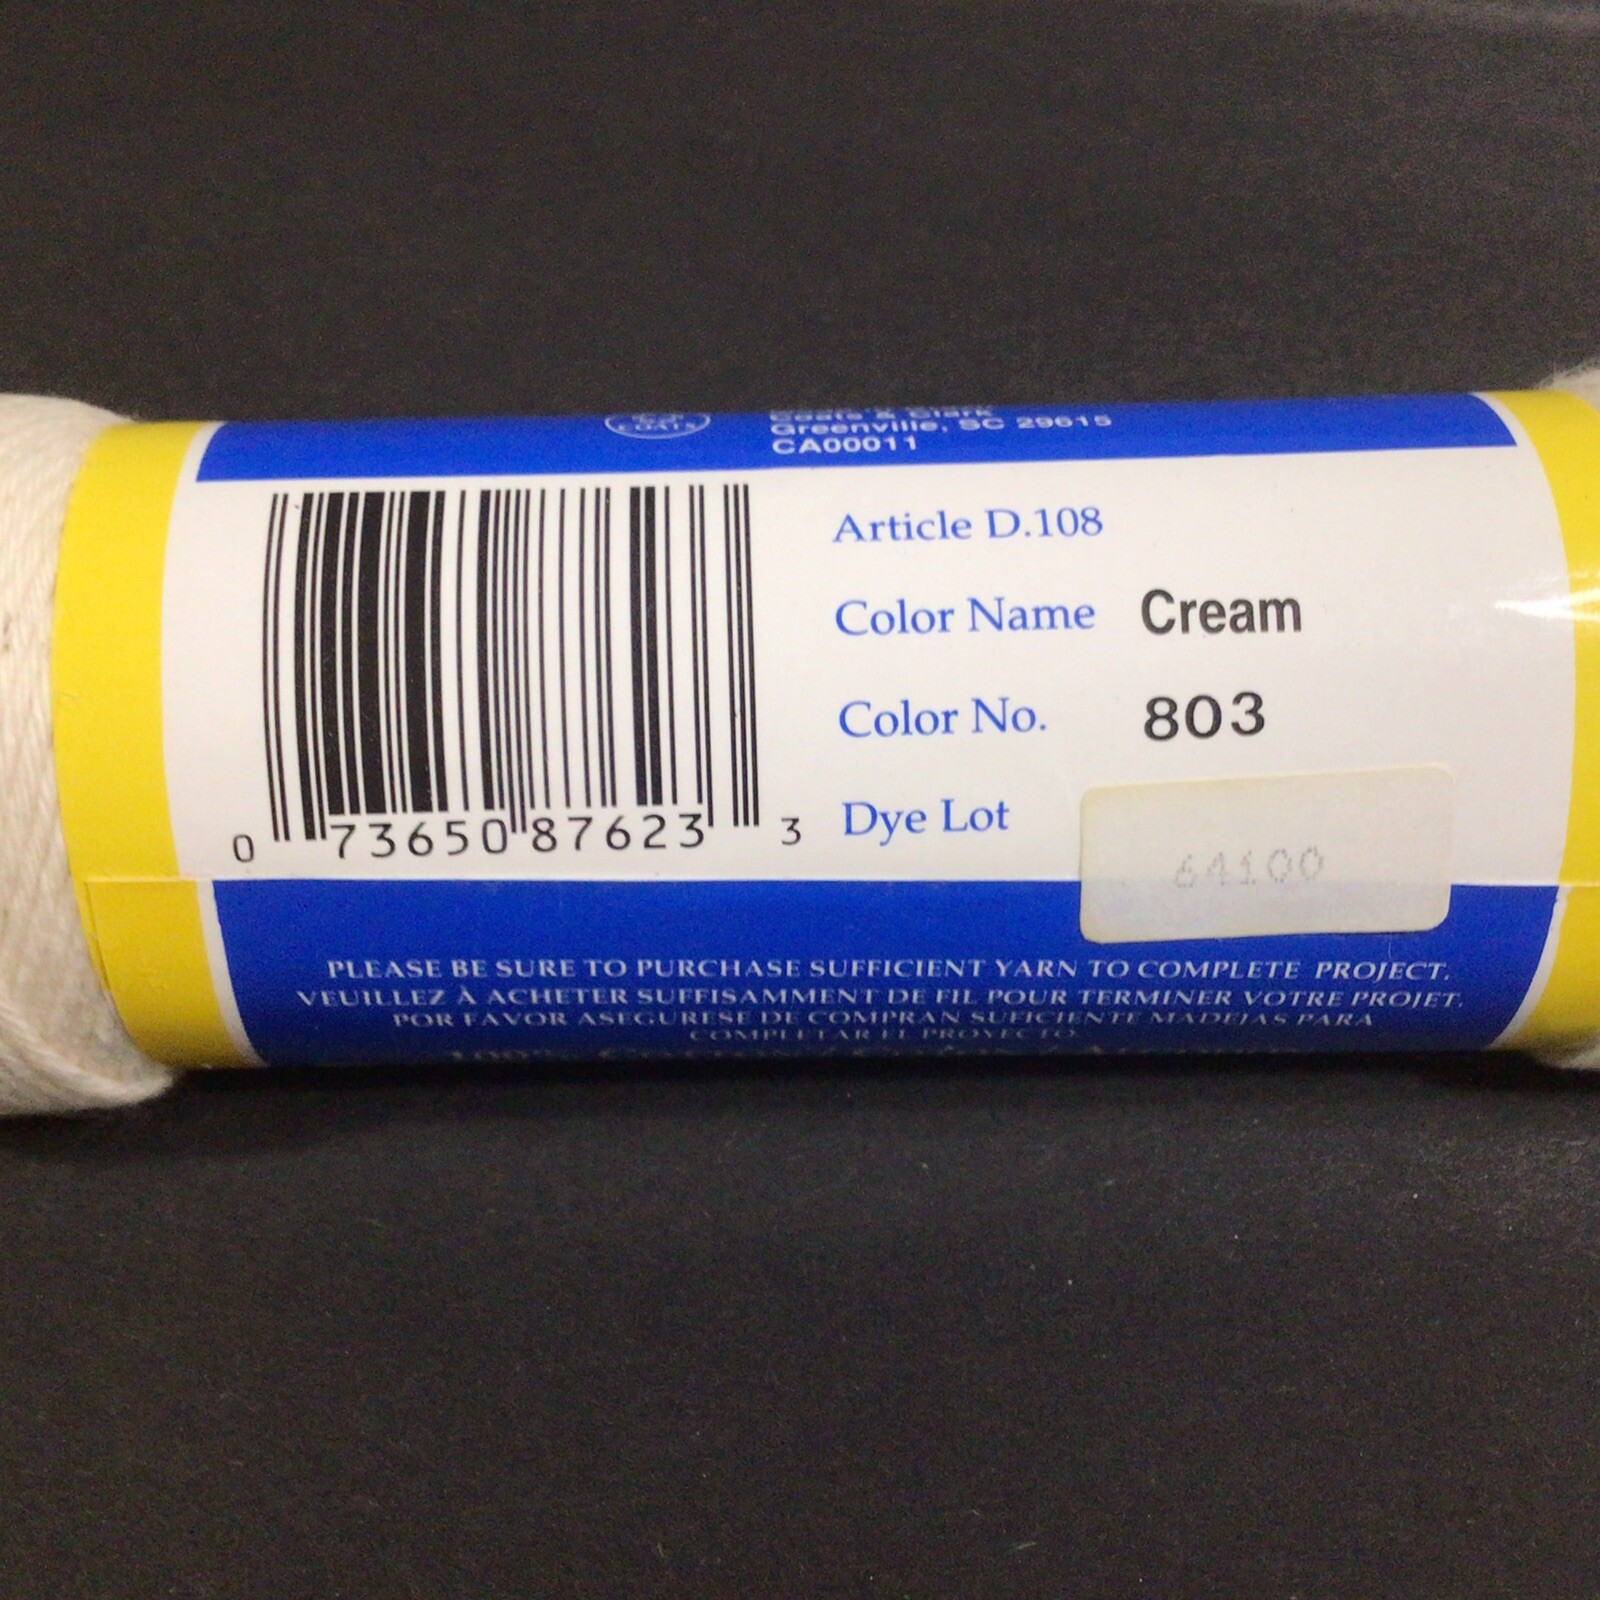 COATS
Coats & Clark
Greenville, SC 29615
CA00011
Article D.108
Color Name Cream
Color No. 803
Dye Lot 64100
0 73650 87623 3
PLEASE BE SURE TO PURCHASE SUFFICIENT YARN TO COMPLETE PROJECT.
VEUILLEZ À ACHETER SUFFISAMMENT DE FIL POUR TERMINER VOTRE PROJET.
POR FAVOR ASEGURESE DE COMPRAN SUFICIENTE MADEJAS PARA
COMPLETAR EL PROYECTO.
100%